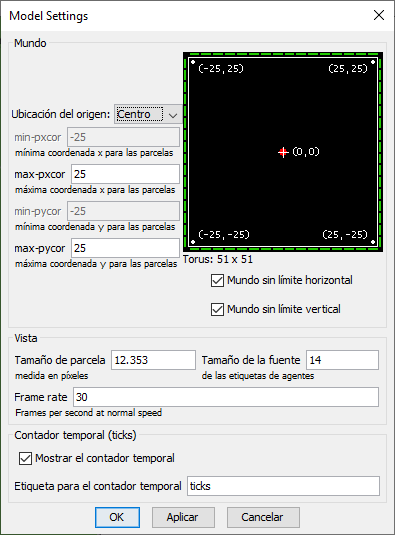 Model Settings
Mundo
(-25,25)
(25,25)
Ubicación del origen: Centro
min-pxcor -25
mínima coordenada x para las parcelas
(0,0)
max-pxcor 25
máxima coordenada x para las parcelas
min-pycor -25
mínima coordenada y para las parcelas
(-25,-25)
(25,-25)
max-pycor 25
máxima coordenada y para las parcelas
Torus: 51 x 51
Mundo sin límite horizontal
Mundo sin límite vertical
Vista
Tamaño de parcela 12.353
medida en píxeles
Tamaño de la fuente 14
de las etiquetas de agentes
Frame rate 30
Frames per second at normal speed
Contador temporal (ticks)
Mostrar el contador temporal
Etiqueta para el contador temporal ticks
OK
Aplicar
Cancelar